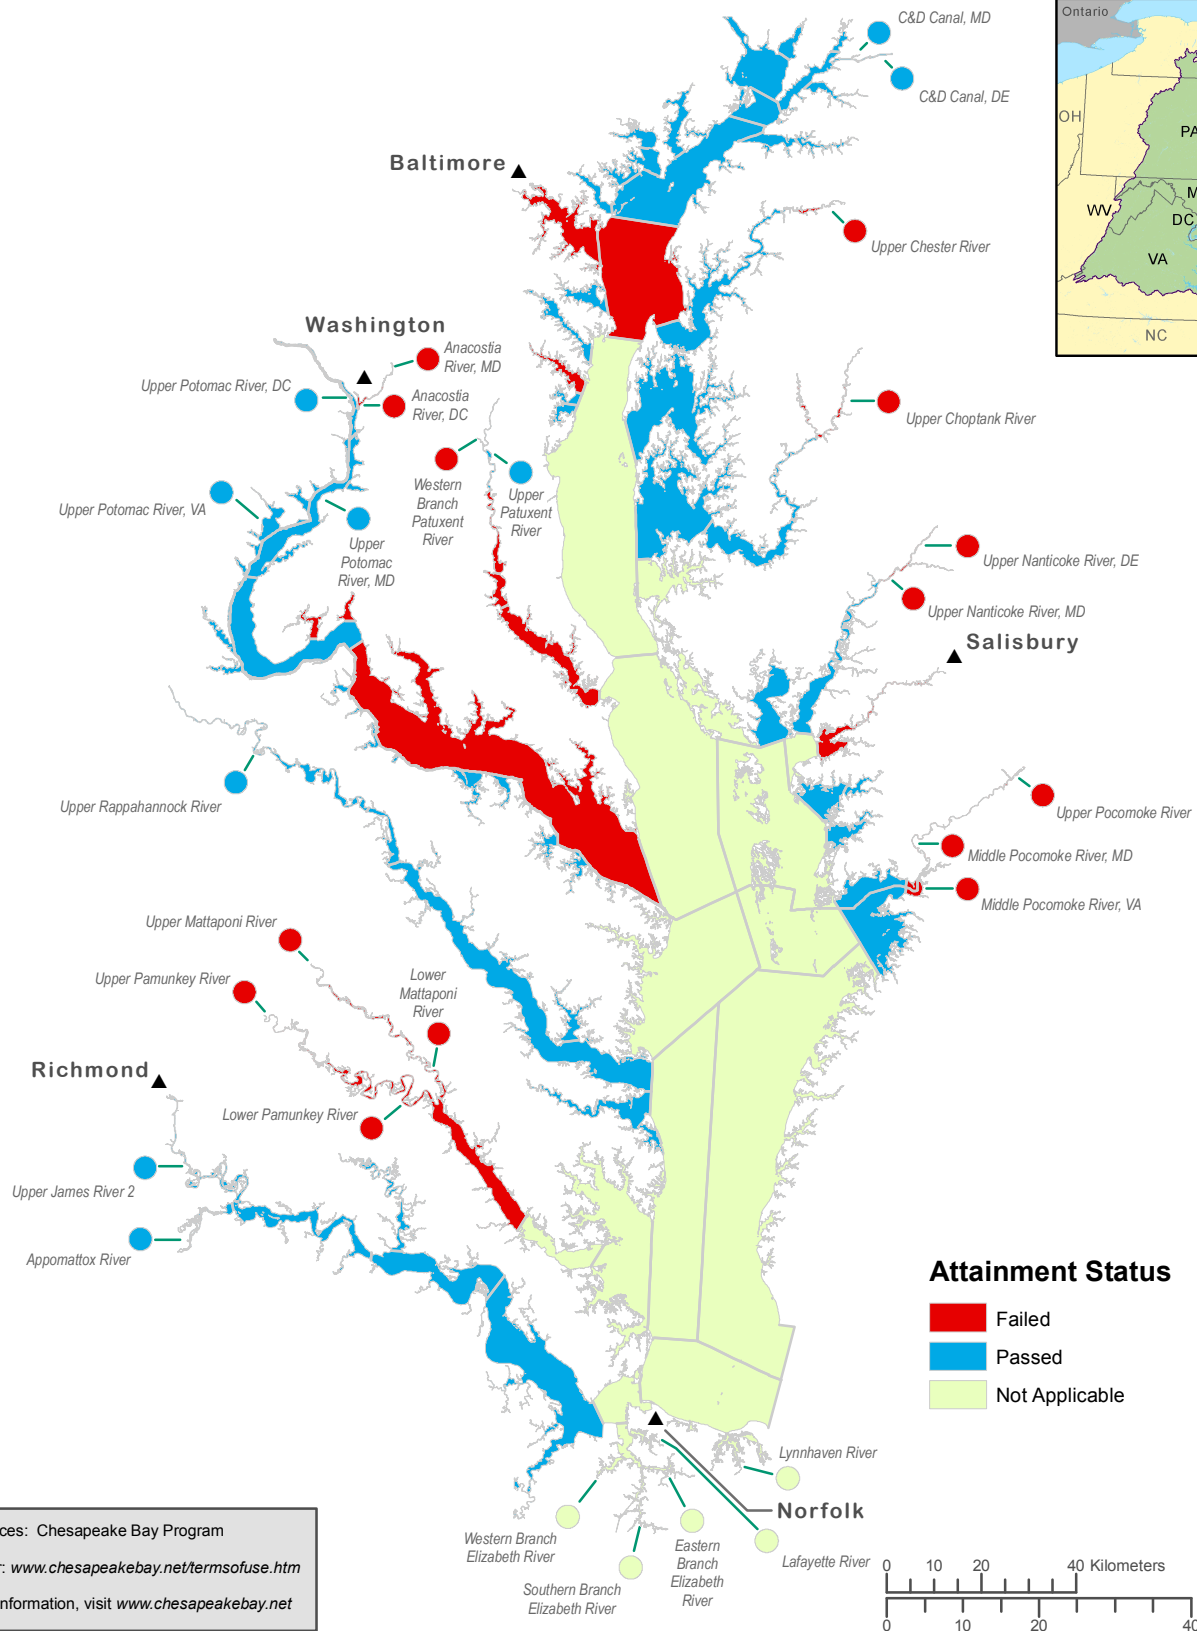 C&D Canal, MD
Ontario
C&D Canal, DE
OH
PA
Baltimore
WV
DC
Upper Chester River
VA
NC
Washington
Anacostia
River, MD
Upper Potomac River, DC
Anacostia
River, DC
Upper Choptank River
Western
Branch
Patuxent
River
Upper
Patuxent
River
Upper Potomac River, VA
Upper
Potomac
River, MD
Upper Nanticoke River, DE
Upper Nanticoke River, MD
Salisbury
Upper Rappahannock River
Upper Pocomoke River
Middle Pocomoke River, MD
Middle Pocomoke River, VA
Upper Mattaponi River
Upper Pamunkey River
Lower
Mattaponi
River
Richmond
Lower Pamunkey River
Upper James River 2
Appomattox River
Attainment Status
Failed
Passed
Not Applicable
Lynnhaven River
Norfolk
Western Branch
Elizabeth River
Southern Branch
Elizabeth River
Eastern
Branch
Elizabeth
River
Lafayette River
ces: Chesapeake Bay Program
r: www.chesapeakebay.net/termsofuse.htm
nformation, visit www.chesapeakebay.net
0 10 20 40 Kilometers
0 10 20 40